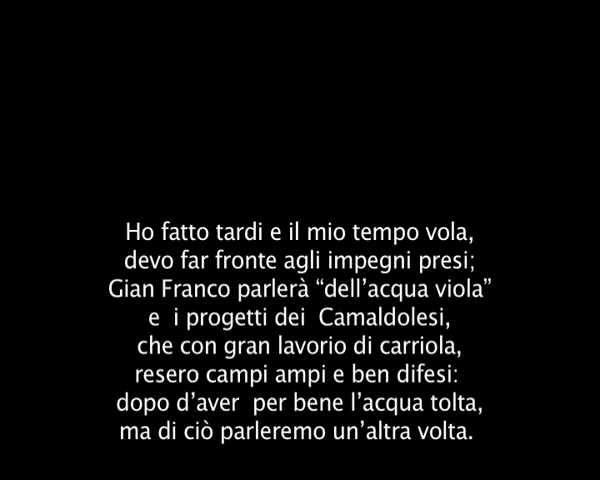 Ho fatto tardi e il mio tempo vola,
devo far fronte agli impegni presi;
Gian Franco parlerà “dell’acqua viola”
e  i progetti dei  Camaldolesi,
che con gran lavorio di carriola,
resero campi ampi e ben difesi:
dopo d’aver  per bene l’acqua tolta,
ma di ciò parleremo un’altra volta.